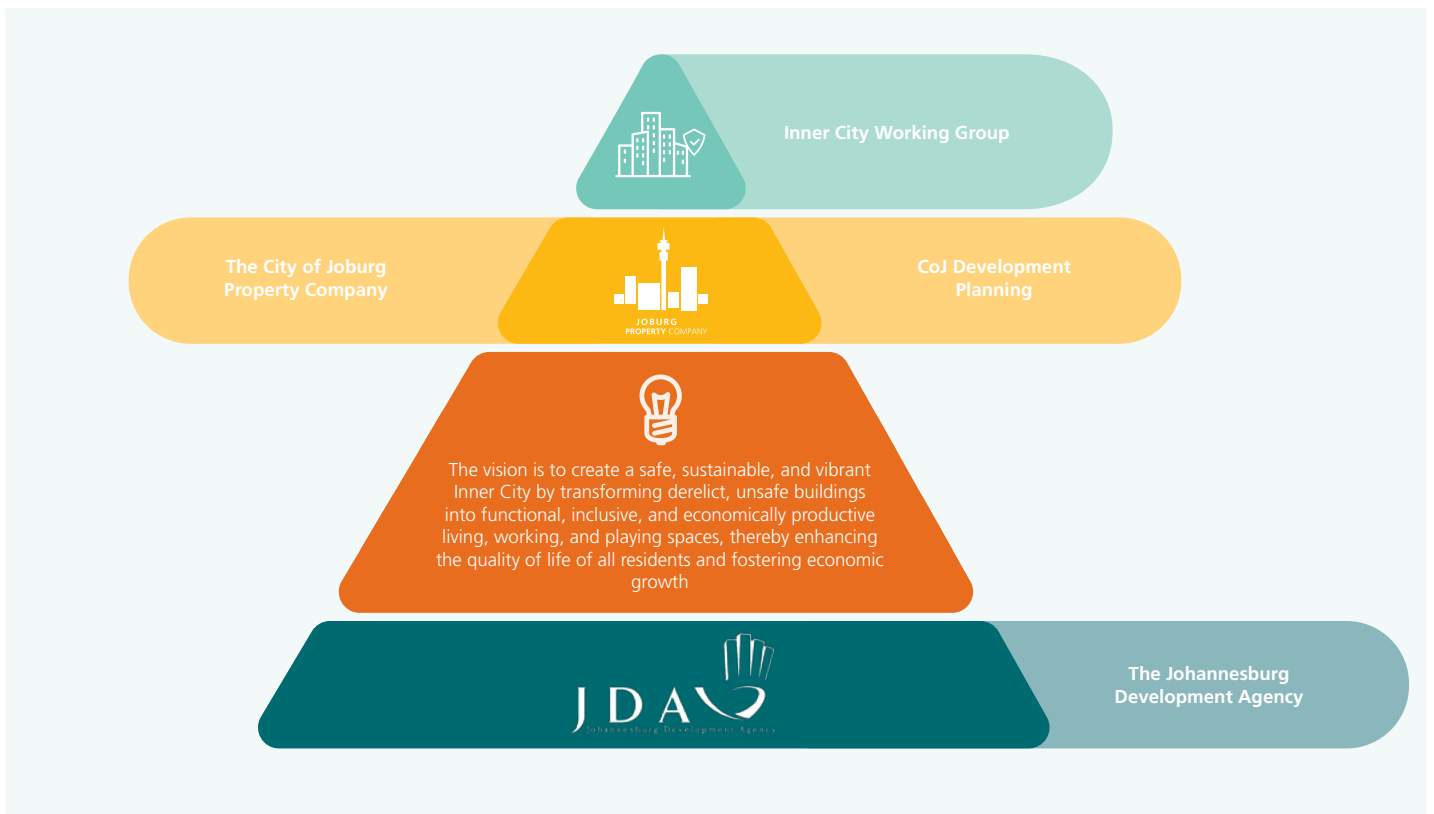 Inner City Working Group
The City of Joburg
Property Company
JOBURG
PROPERTY COMPANY
CoJ Development
Planning
The vision is to create a safe, sustainable, and vibrant
Inner City by transforming derelict, unsafe buildings
into functional, inclusive, and economically productive
living, working, and playing spaces, thereby enhancing
the quality of life of all residents and fostering economic
growth
JDA
Johannesburg Development Agency
The Johannesburg
Development Agency